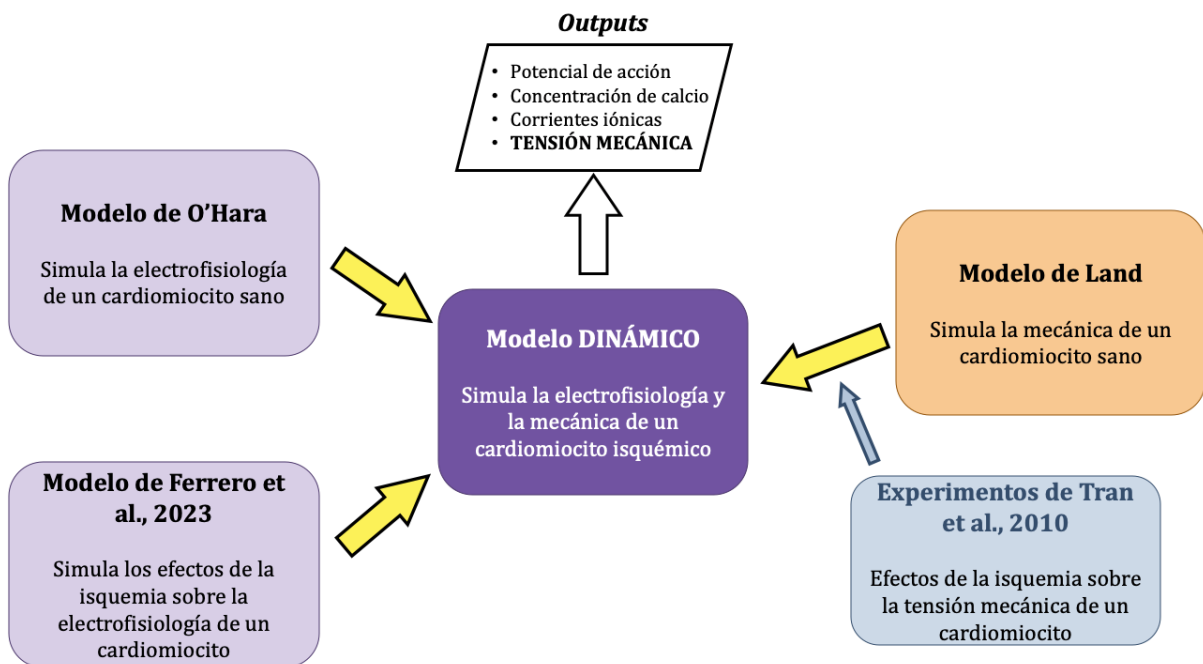 Outputs
• Potencial de acción
• Concentración de calcio
• Corrientes iónicas
• TENSIÓN MECÁNICA
Modelo de O’Hara
Simula la electrofisiología
de un cardiomiocito sano
Modelo DINÁMICO
Simula la electrofisiología y
la mecánica de un
cardiomiocito isquémico
Modelo de Land
Simula la mecánica de un
cardiomiocito sano
Modelo de Ferrero et
al., 2023
Simula los efectos de la
isquemia sobre la
electrofisiología de un
cardiomiocito
Experimentos de Tran
et al., 2010
Efectos de la isquemia sobre
la tensión mecánica de un
cardiomiocito